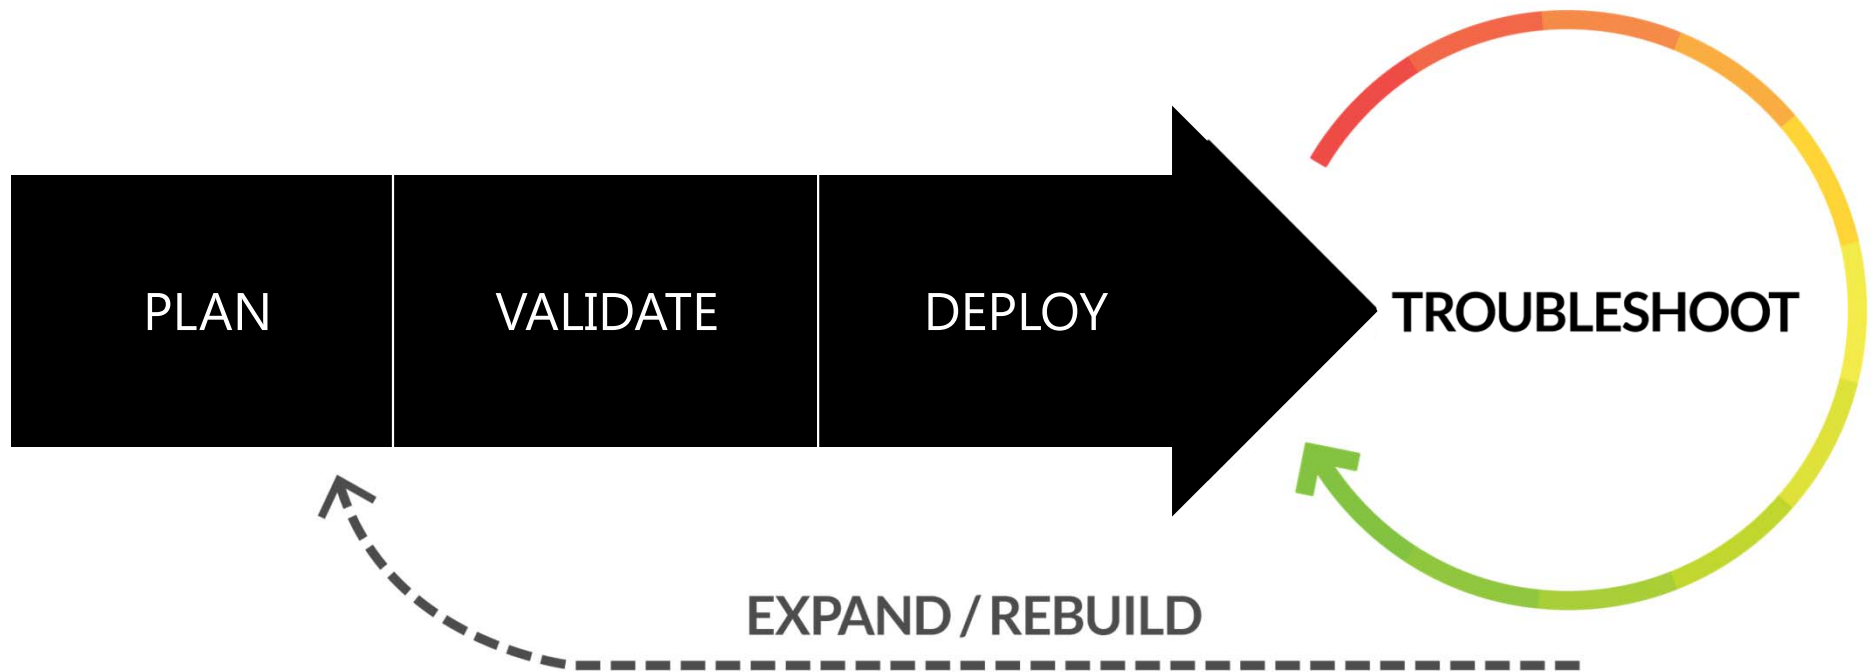 PLAN
VALIDATE
DEPLOY
TROUBLESHOOT
EXPAND / REBUILD